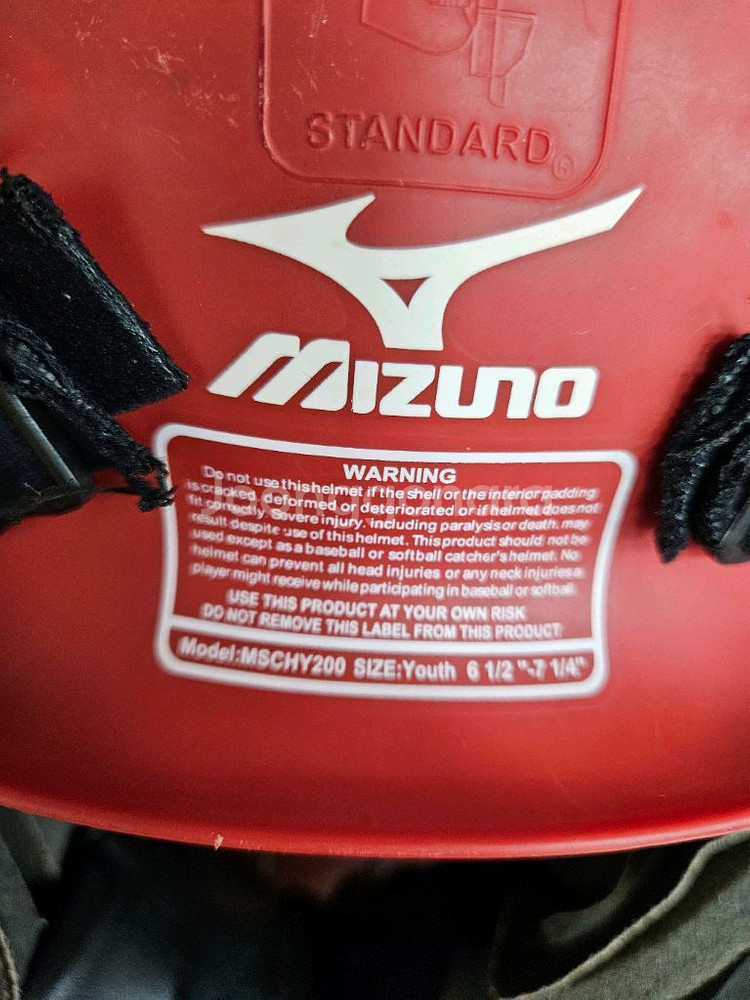 STANDARD®
MIZUNO
WARNING
Do not use this helmet if the shell or the interior padding
is cracked, deformed or deteriorated or if helmet does not
fit correctly. Severe injury, including paralysis or death, may
result despite use of this helmet. This product should not be
used except as a baseball or softball catcher's helmet. No
helmet can prevent all head injuries or any neck injuries a
player might receive while participating in baseball or softball.
USE THIS PRODUCT AT YOUR OWN RISK
DO NOT REMOVE THIS LABEL FROM THIS PRODUCT
Model:MSCHY200 SIZE:Youth 6 1/2 "-7 1/4"